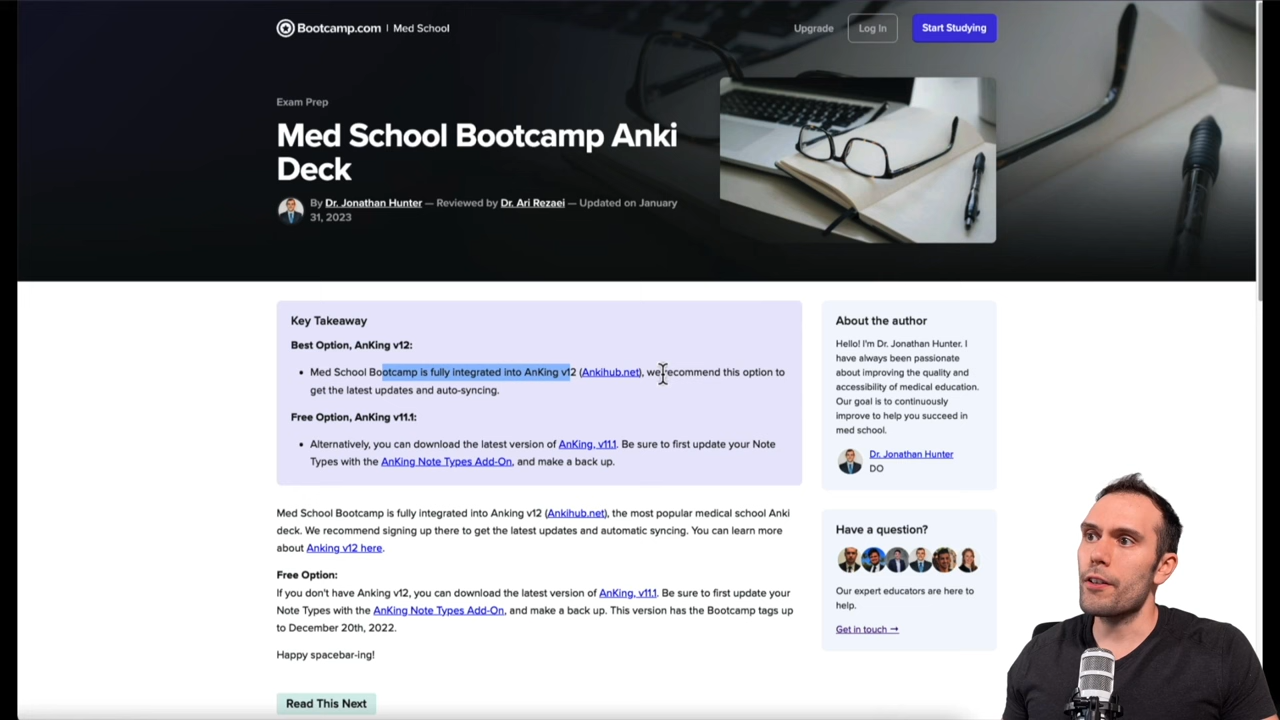 Bootcamp.com | Med School
Upgrade
Log In
Start Studying
Exam Prep
Med School Bootcamp Anki
Deck
By Dr. Jonathan Hunter — Reviewed by Dr. Ari Rezaei — Updated on January
31, 2023
Key Takeaway
Best Option, AnKing v12:
• Med School Bootcamp is fully integrated into AnKing v12 (Ankihub.net), we recommend this option to
get the latest updates and auto-syncing.
Free Option, AnKing v11.1:
• Alternatively, you can download the latest version of AnKing, v11.1. Be sure to first update your Note
Types with the AnKing Note Types Add-On, and make a back up.
Med School Bootcamp is fully integrated into Anking v12 (Ankihub.net), the most popular medical school Anki
deck. We recommend signing up there to get the latest updates and automatic syncing. You can learn more
about Anking v12 here.
Free Option:
If you don't have Anking v12, you can download the latest version of AnKing, v11.1. Be sure to first update your
Note Types with the AnKing Note Types Add-On, and make a back up. This version has the Bootcamp tags up
to December 20th, 2022.
Happy spacebar-ing!
Read This Next
About the author
Hello! I'm Dr. Jonathan Hunter. I
have always been passionate
about improving the quality and
accessibility of medical education.
Our goal is to continuously
improve to help you succeed in
med school.
Dr. Jonathan Hunter
DO
Have a question?
Our expert educators are here to
help.
Get in touch →